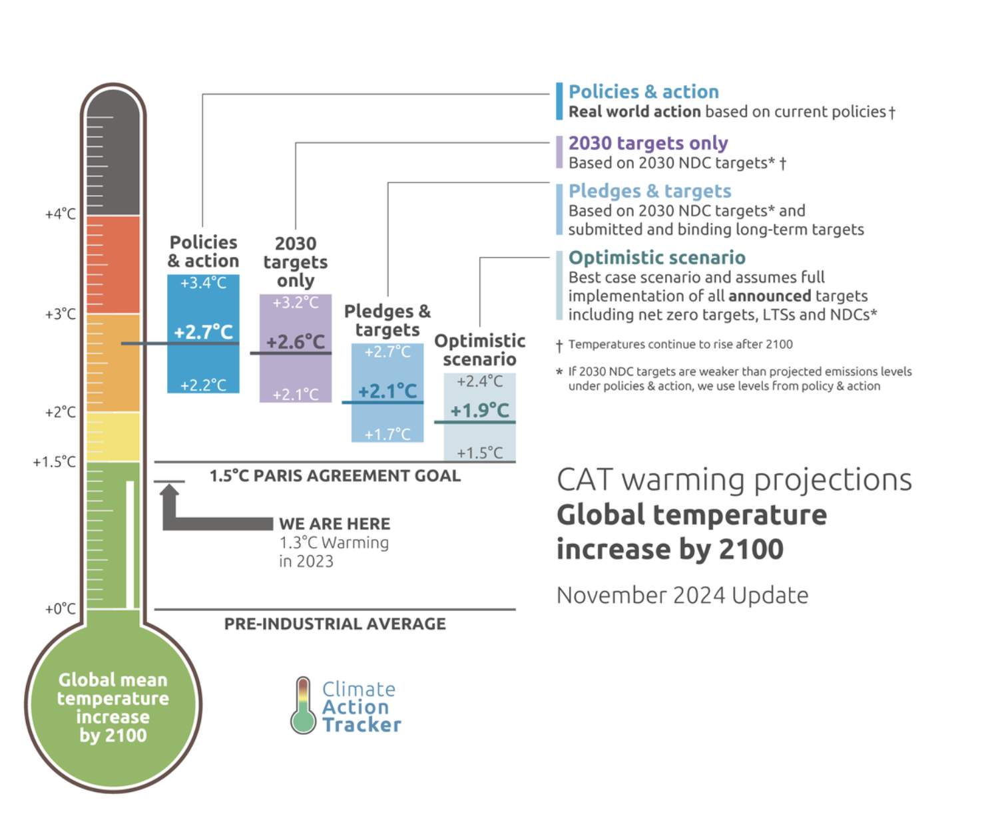 Policies & action
Real world action based on current policies †
2030 targets only
Based on 2030 NDC targets* †
Pledges & targets
Based on 2030 NDC targets* and
submitted and binding long-term targets
Optimistic scenario
Best case scenario and assumes full
implementation of all announced targets
including net zero targets, LTSs and NDCs*
† Temperatures continue to rise after 2100
* If 2030 NDC targets are weaker than projected emissions levels
under policies & action, we use levels from policy & action
+4°C
+3°C
+2°C
+1.5°C
+0°C
Policies
& action
+3.4°C
+2.7°C
+2.2°C
2030
targets
only
+3.2°C
+2.6°C
+2.1°C
Pledges &
targets
+2.7°C
+2.1°C
+1.7°C
Optimistic
scenario
+2.4°C
+1.9°C
+1.5°C
1.5°C PARIS AGREEMENT GOAL
WE ARE HERE
1.3°C Warming
in 2023
PRE-INDUSTRIAL AVERAGE
CAT warming projections
Global temperature
increase by 2100
November 2024 Update
Global mean
temperature
increase
by 2100
Climate
Action
Tracker